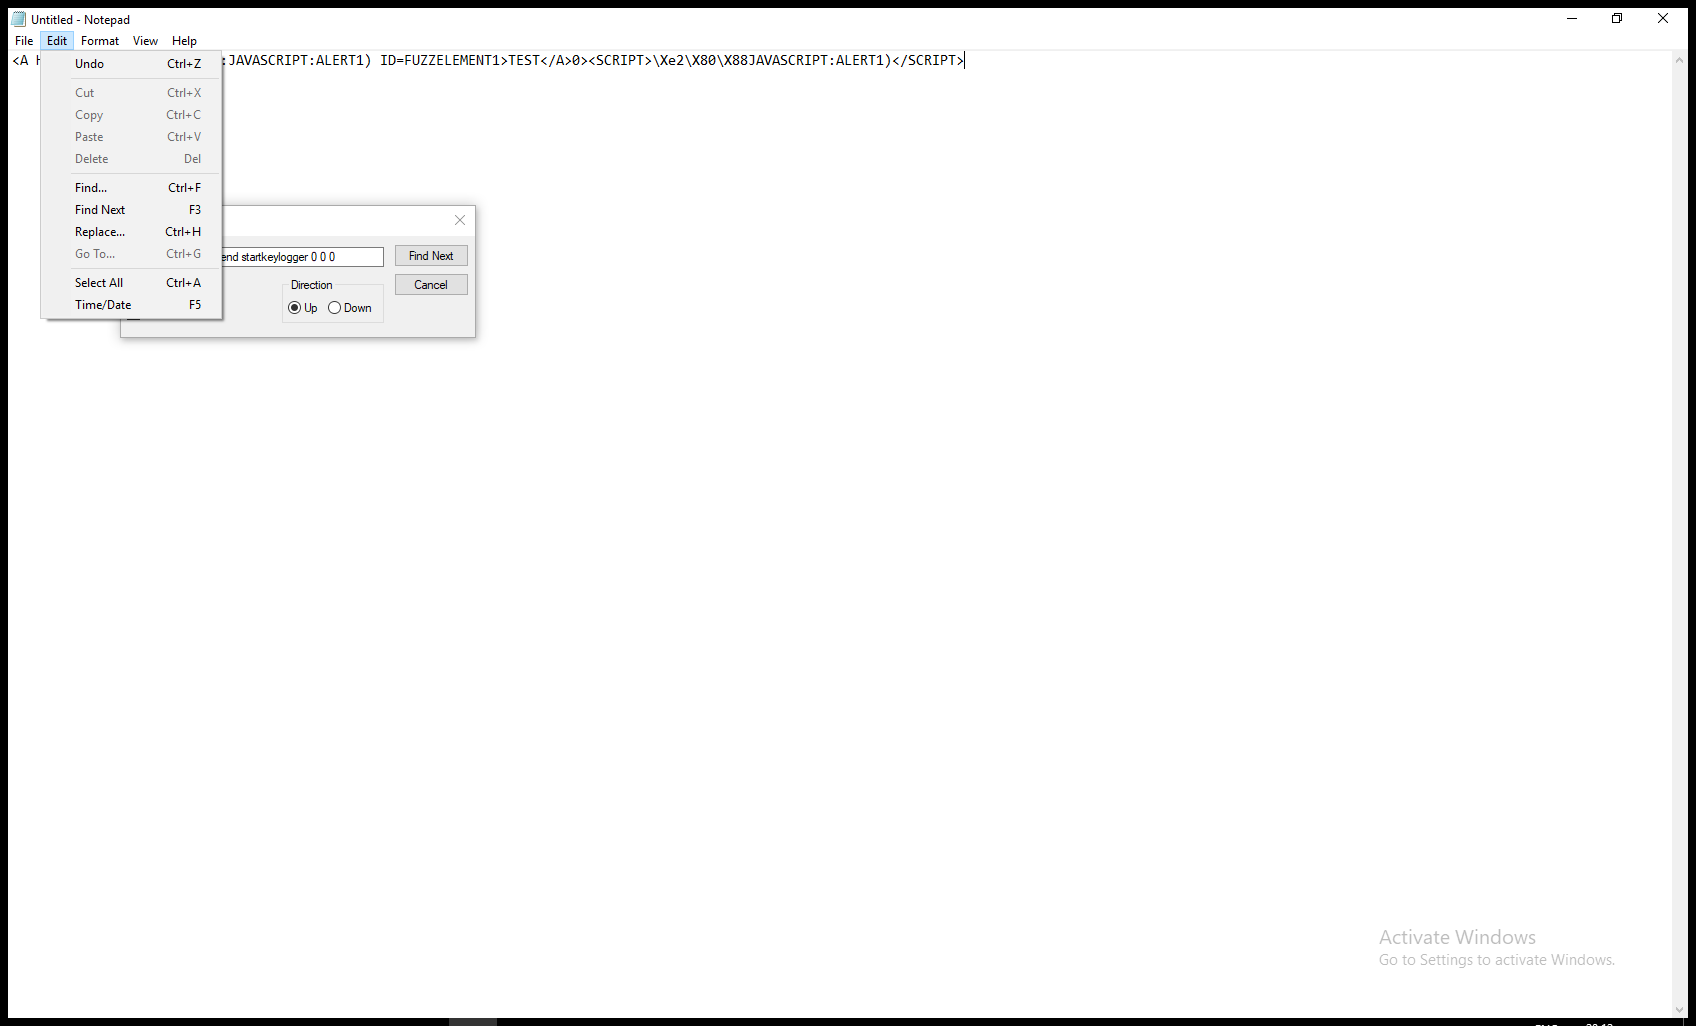 Untitled - Notepad
File Edit Format View Help
<A :JAVASCRIPT:ALERT1) ID=FUZZELEMENT1>TEST</A>0><SCRIPT>\Xe2\X80\X88JAVASCRIPT:ALERT1)</SCRIPT>
Undo Ctrl+Z
Cut Ctrl+X
Copy Ctrl+C
Paste Ctrl+V
Delete Del
Find... Ctrl+F
Find Next F3
Replace... Ctrl+H
Go To... Ctrl+G
Select All Ctrl+A
Time/Date F5
end startkeylogger 0 0 0
Find Next
Direction
Cancel
Up Down
Activate Windows
Go to Settings to activate Windows.